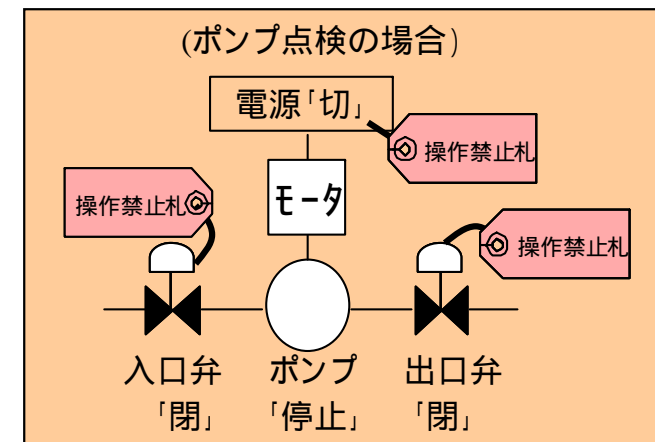 (ポンプ点検の場合)
電源「切」
操作禁止札
操作禁止札
モータ
操作禁止札
入口弁 ポンプ 出口弁
「閉」 「停止」 「閉」